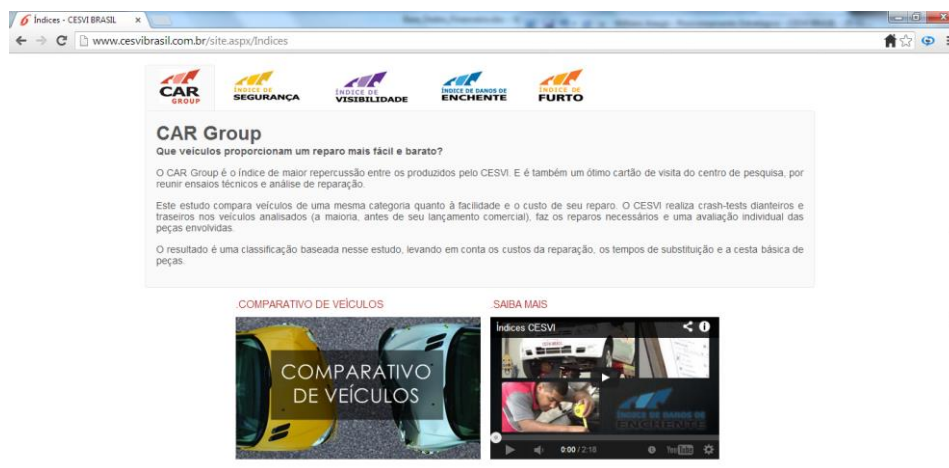 Índices - CESVI BRASIL
www.cesvibrasil.com.br/site.aspx/Indices
CAR GROUP
ÍNDICE DE SEGURANÇA
ÍNDICE DE VISIBILIDADE
ÍNDICE DE DANOS DE ENCHENTE
ÍNDICE DE FURTO
CAR Group
Que veículos proporcionam um reparo mais fácil e barato?
O CAR Group é o índice de maior repercussão entre os produzidos pelo CESVI. E é também um ótimo cartão de visita do centro de pesquisa, por
reunir ensaios técnicos e análise de reparação.
Este estudo compara veículos de uma mesma categoria quanto à facilidade e o custo de seu reparo. O CESVI realiza crash-tests dianteiros e
traseiros nos veículos analisados (a maioria, antes de seu lançamento comercial), faz os reparos necessários e uma avaliação individual das
peças envolvidas.
O resultado é uma classificação baseada nesse estudo, levando em conta os custos da reparação, os tempos de substituição e a cesta básica de
peças.
.COMPARATIVO DE VEÍCULOS
.SAIBA MAIS
COMPARATIVO
DE VEÍCULOS
Índices CESVI
ÍNDICE DE DANOS DE
ENCHENTE
0:00 / 2:18
YouTube